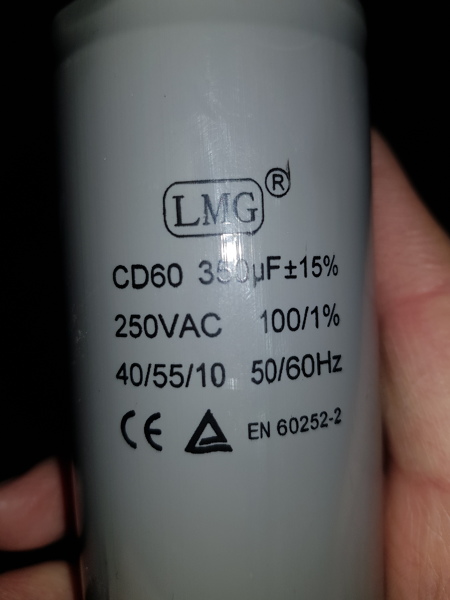 LMG®
CD60 350µF±15%
250VAC 100/1%
40/55/10 50/60Hz
CE EN 60252-2